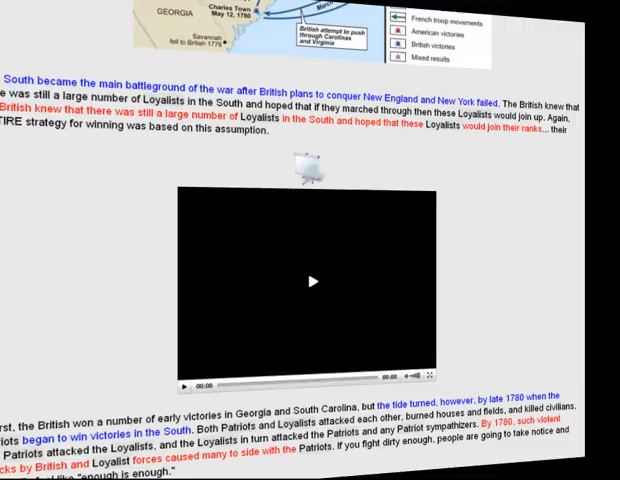 GEORGIA
Charles Town
May 12, 1780
Savannah
fell to British 1778
British attempt to push
through Carolinas
and Virginia
French troop movements
American victories
British victories
Mixed results
South became the main battleground of the war after British plans to conquer New England and New York failed. The British knew that
e was still a large number of Loyalists in the South and hoped that if they marched through then these Loyalists would join up. Again,
British knew that there was still a large number of Loyalists in the South and hoped that these Loyalists would join their ranks... their
TIRE strategy for winning was based on this assumption.
00:00
00:00
rst, the British won a number of early victories in Georgia and South Carolina, but the tide turned, however, by late 1780 when the
iots began to win victories in the South. Both Patriots and Loyalists attacked each other, burned houses and fields, and killed civilians.
Patriots attacked the Loyalists, and the Loyalists in turn attacked the Patriots and any Patriot sympathizers. By 1780, such violent
cks by British and Loyalist forces caused many to side with the Patriots. If you fight dirty enough, people are going to take notice and
feel like "enough is enough."